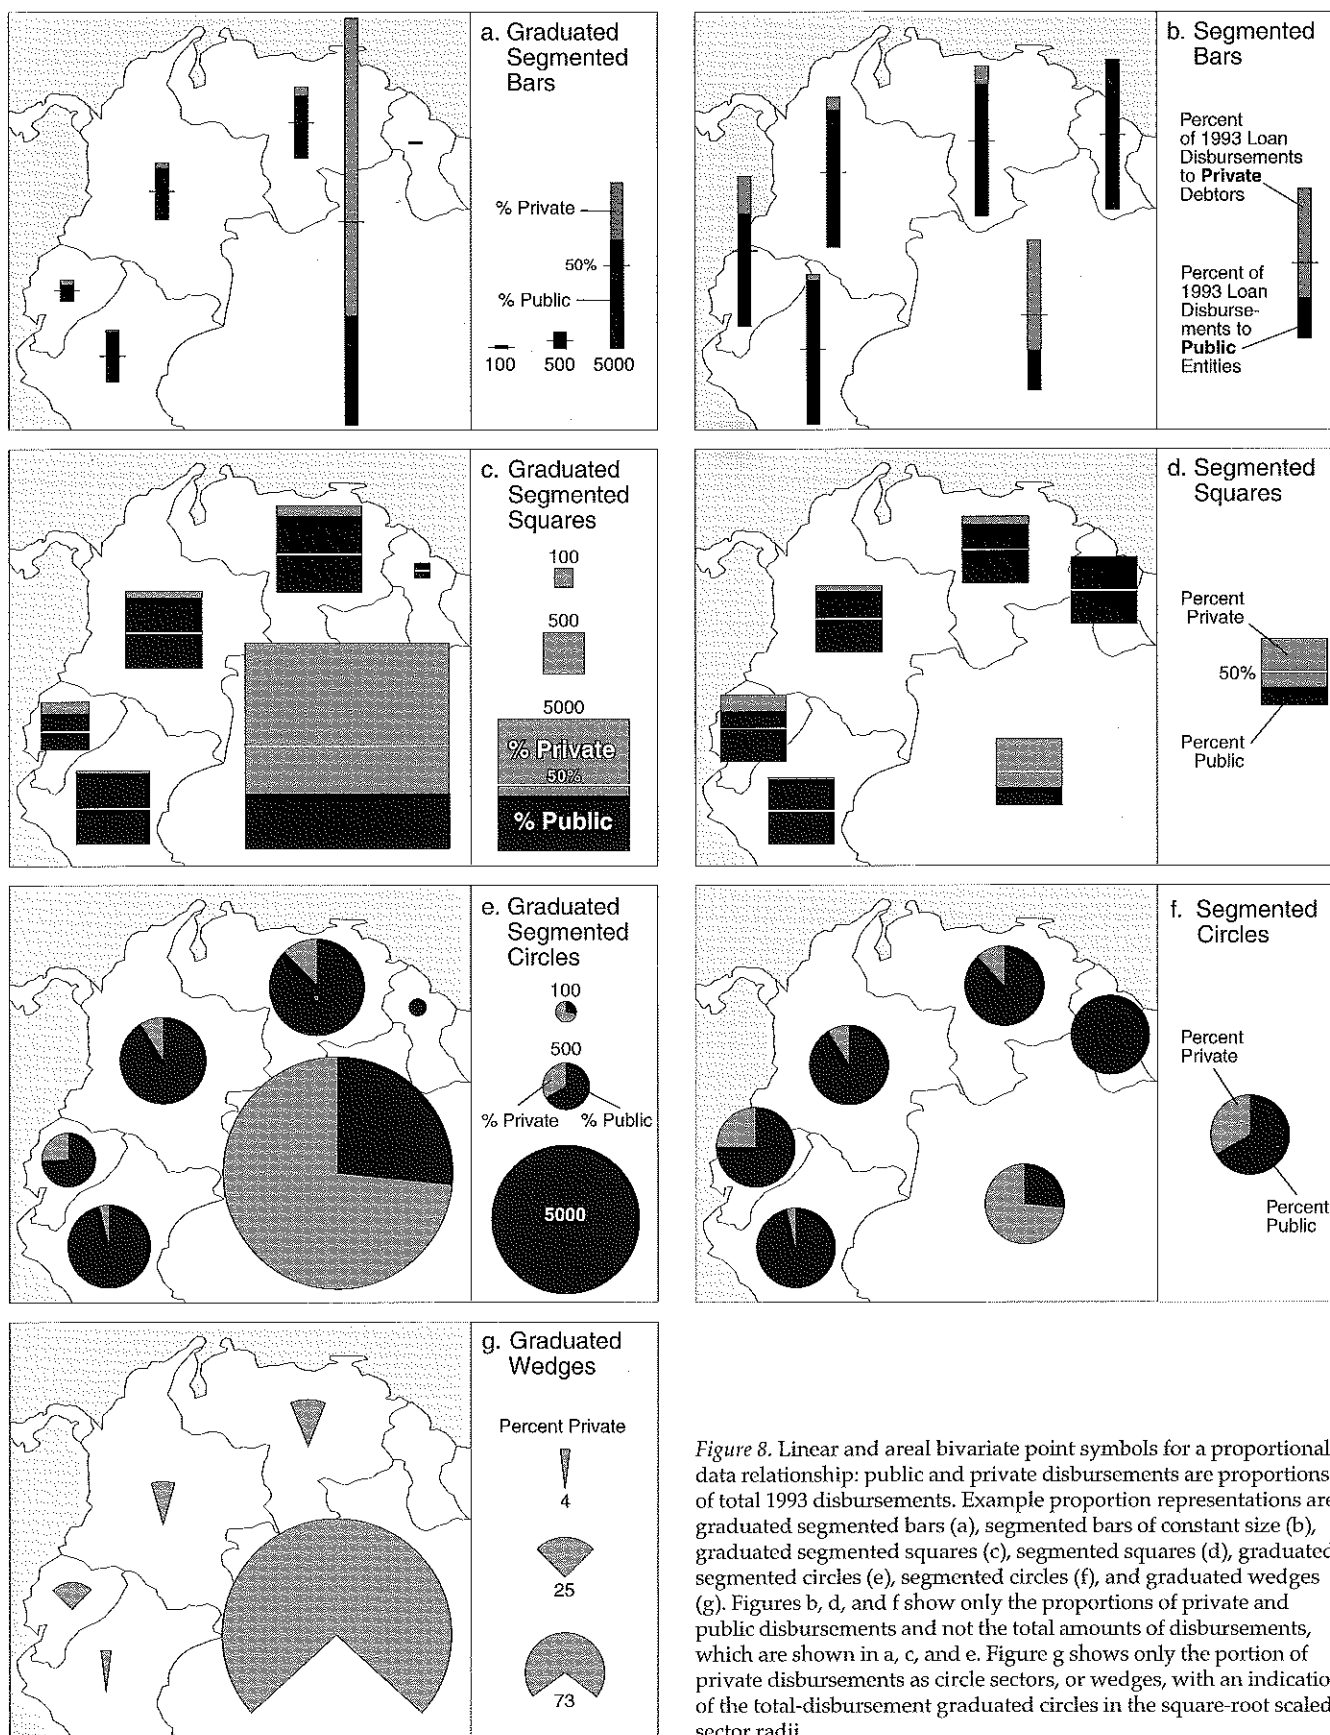 a. Graduated
Segmented
Bars
% Private
50%
% Public
100
500
5000
b. Segmented
Bars
Percent
of 1993 Loan
Disbursements
to Private
Debtors
Percent of
1993 Loan
Disburse-
ments to
Public
Entities
c. Graduated
Segmented
Squares
100
500
5000
% Private
50%
% Public
d. Segmented
Squares
Percent
Private
50%
Percent
Public
e. Graduated
Segmented
Circles
100
500
% Private
% Public
5000
f. Segmented
Circles
Percent
Private
Percent
Public
g. Graduated
Wedges
Percent Private
4
25
73
Figure 8. Linear and areal bivariate point symbols for a proportional
data relationship: public and private disbursements are proportions
of total 1993 disbursements. Example proportion representations are
graduated segmented bars (a), segmented bars of constant size (b),
graduated segmented squares (c), segmented squares (d), graduated
segmented circles (e), segmented circles (f), and graduated wedges
(g). Figures b, d, and f show only the proportions of private and
public disbursements and not the total amounts of disbursements,
which are shown in a, c, and e. Figure g shows only the portion of
private disbursements as circle sectors, or wedges, with an indicatio
of the total-disbursement graduated circles in the square-root scaled
sector radii